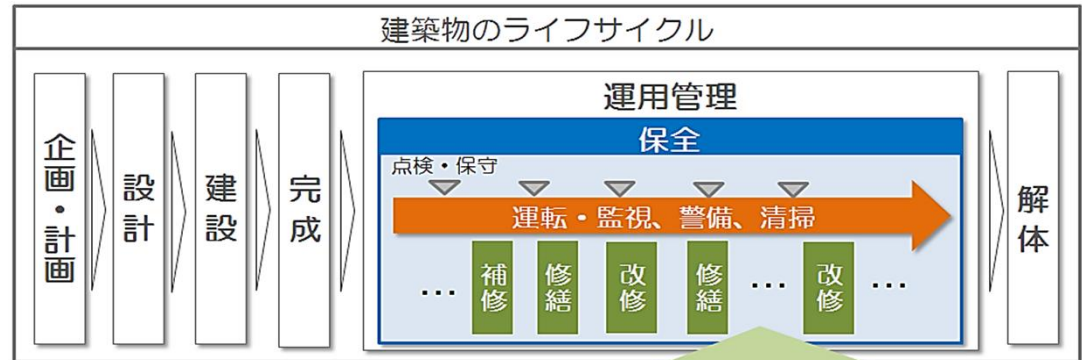 建築物のライフサイクル
企画・計画
設計
建設
完成
運用管理
保全
点検・保守
運転・監視、警備、清掃
…
補修
修繕
改修
修繕
…
改修
…
解体